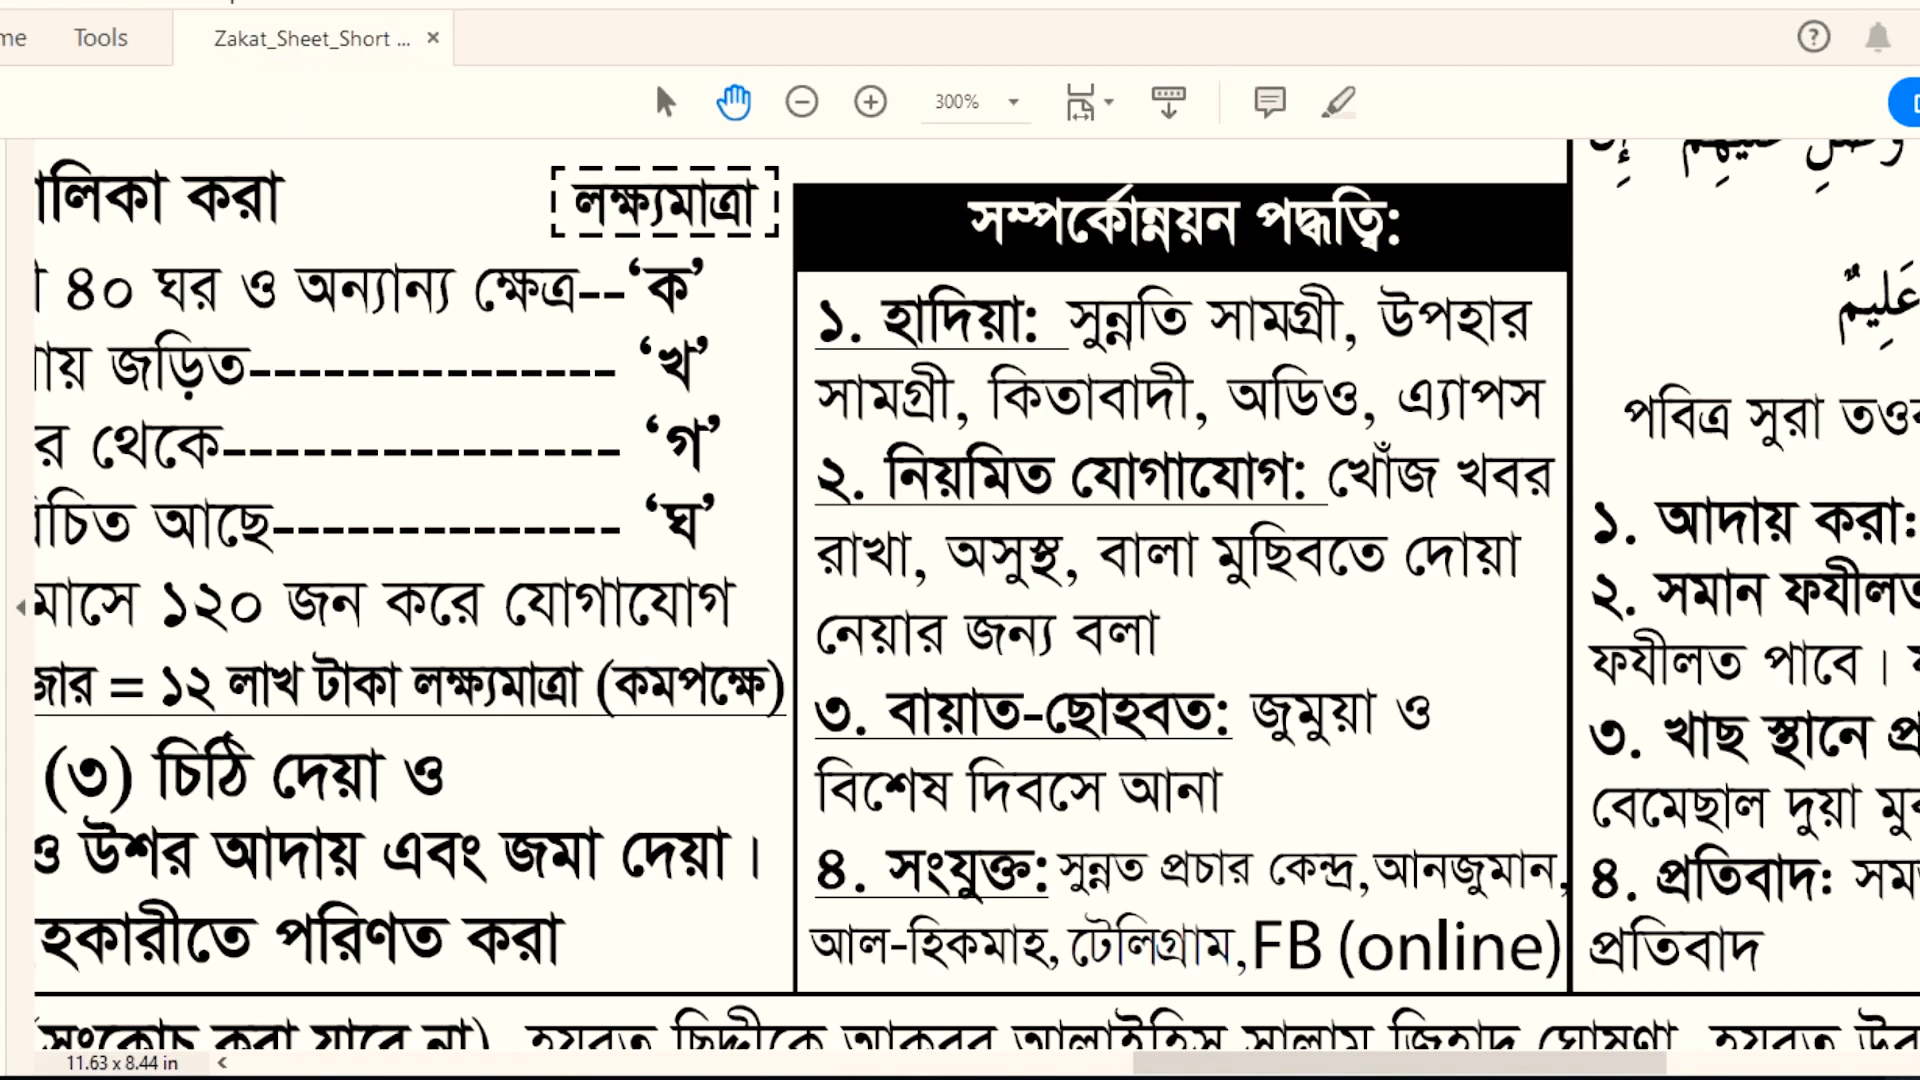 Tools
Zakat_Sheet_Short ...
300%
করা
লক্ষ্যমাত্রা
৪০ ঘর ও অন্যান্য ক্ষেত্র--‘ক’
জড়িত--------------- ‘খ’
থেকে---------------- ‘গ’
আছে-------------- ‘ঘ’
মাসে ১২০ জন করে যোগাযোগ
= ১২ লাখ টাকা লক্ষ্যমাত্রা (কমপক্ষে)
(৩) চিঠি দেয়া ও
ও উশর আদায় এবং জমা দেয়া।
পরিণত করা
সম্পর্কোন্নয়ন পদ্ধত্বি:
১. হাদিয়া: সুন্নতি সামগ্রী, উপহার
সামগ্রী, কিতাবাদী, অডিও, এ্যাপস
২. নিয়মিত যোগাযোগ: খোঁজ খবর
রাখা, অসুস্থ, বালা মুছিবতে দোয়া
নেয়ার জন্য বলা
৩. বায়াত-ছোহবত: জুমুয়া ও
বিশেষ দিবসে আনা
৪. সংযুক্ত: সুন্নত প্রচার কেন্দ্র,আনজুমান,
আল-হিকমাহ, টেলিগ্রাম,FB (online)
عَلِيمٌ
পবিত্র সুরা
১. আদায় করা:
২. সমান
ফযীলত পাবে।
৩. খাছ স্থানে
বেমেছাল দুয়া
৪. প্রতিবাদ:
প্রতিবাদ
11.63 x 8.44 in